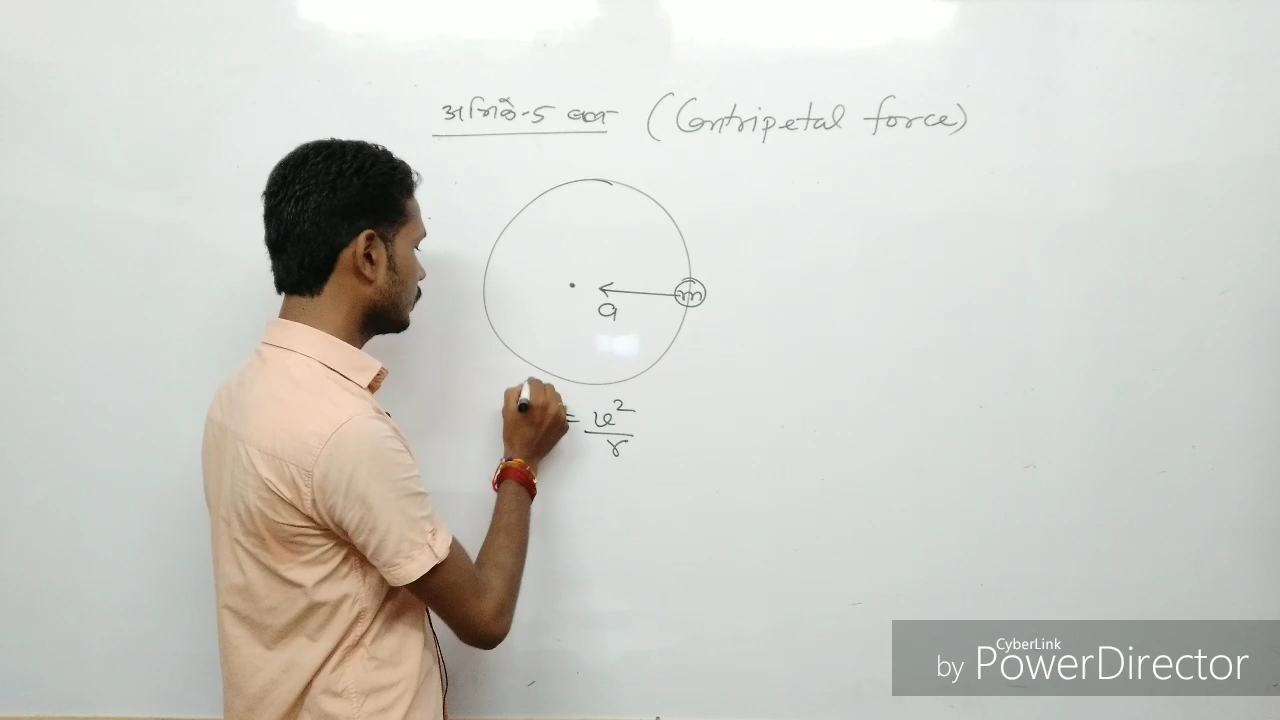 अभिके-ंद्र बल (Centripetal force)
m
a
= v²/r
CyberLink
by PowerDirector